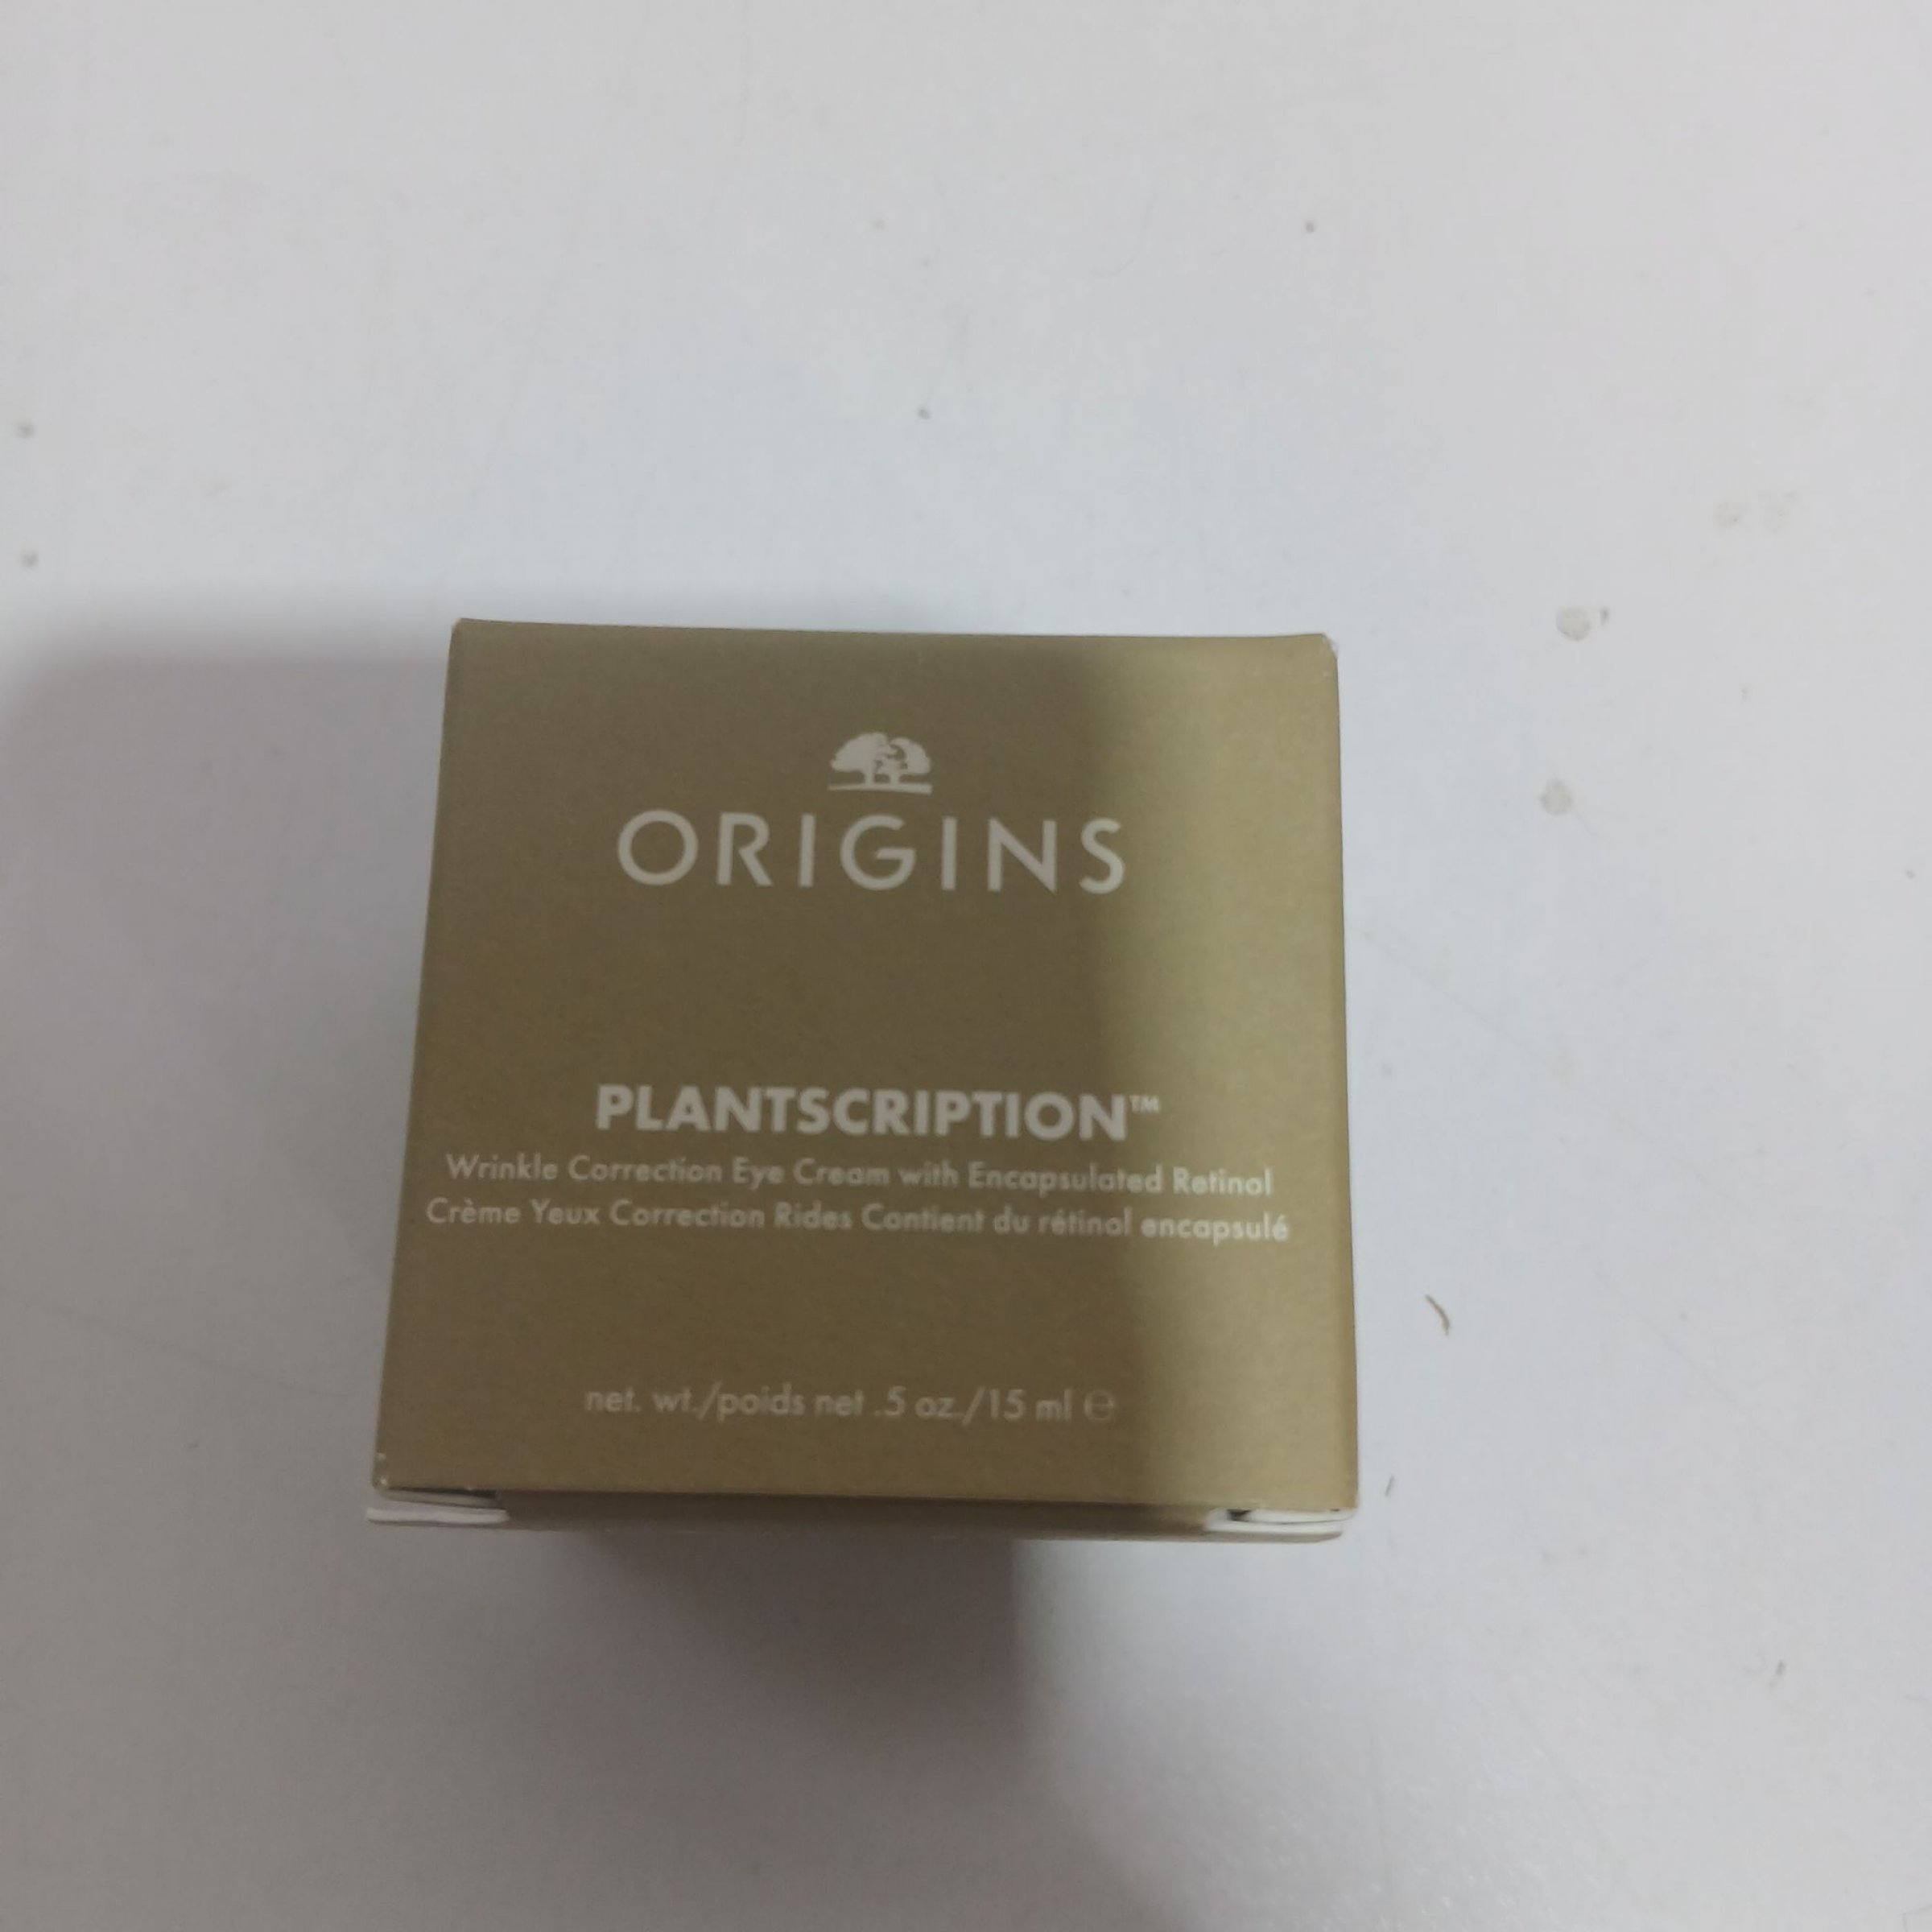 ORIGINS
PLANTSCRIPTION™
Wrinkle Correction Eye Cream with Encapsulated Retinol
Crème Yeux Correction Rides Contient du rétinol encapsulé
net. wt./poids net .5 oz./15 ml ℮